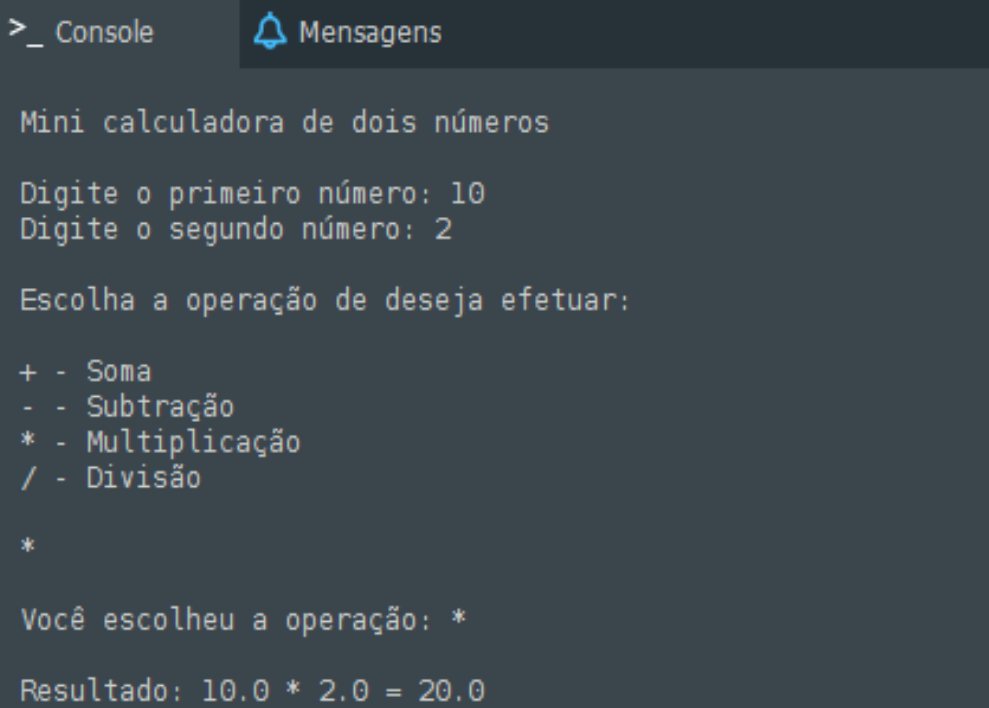 >_ Console
Mensagens
Mini calculadora de dois números
Digite o primeiro número: 10
Digite o segundo número: 2
Escolha a operação de deseja efetuar:
+ - Soma
- - Subtração
* - Multiplicação
/ - Divisão
*
Você escolheu a operação: *
Resultado: 10.0 * 2.0 = 20.0